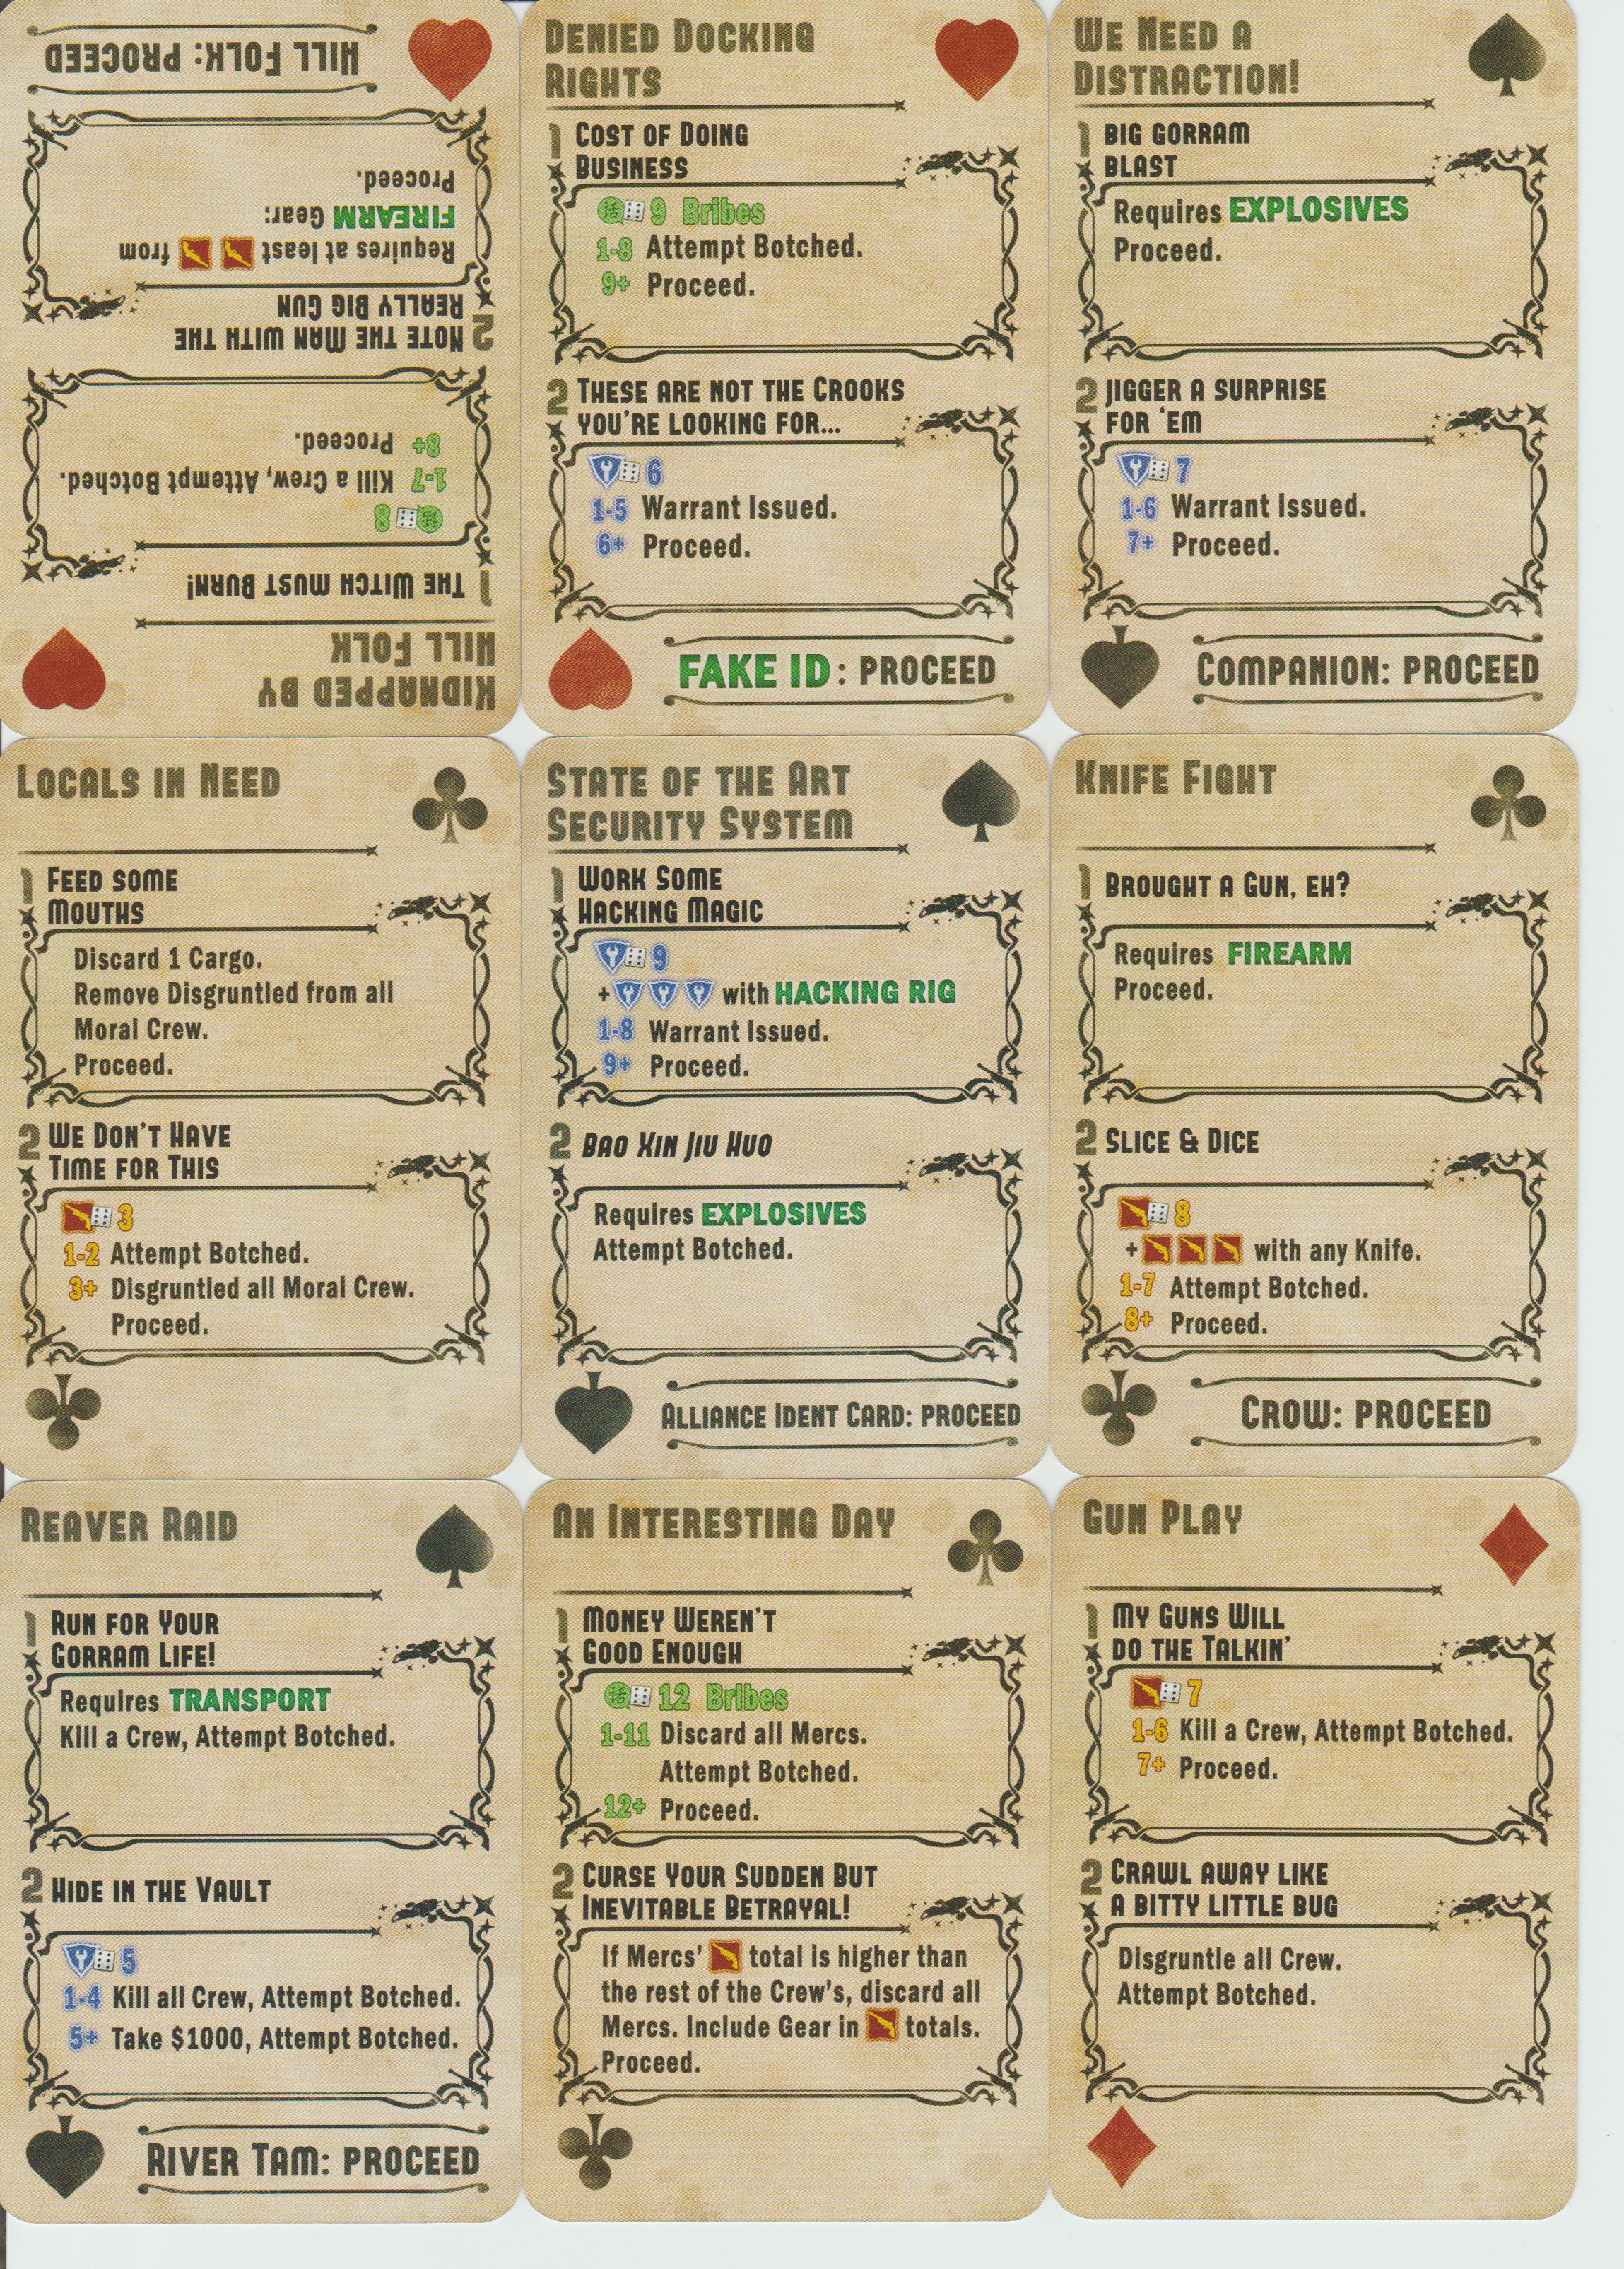 KIDNAPPED BY
HILL FOLK
1 THE WITCH MUST BURN!
话 8
1-7 Kill a Crew, Attempt Botched.
8+ Proceed.
2 NOTE THE MAN WITH THE
REALLY BIG GUN
Requires at least from
FIREARM Gear:
Proceed.
HILL FOLK: PROCEED
DENIED DOCKING
RIGHTS
1 COST OF DOING
BUSINESS
话 9 Bribes
1-8 Attempt Botched.
9+ Proceed.
2 THESE ARE NOT THE CROOKS
YOU'RE LOOKING FOR...
6
1-5 Warrant Issued.
6+ Proceed.
FAKE ID: PROCEED
WE NEED A
DISTRACTION!
1 BIG GORRAM
BLAST
Requires EXPLOSIVES
Proceed.
2 JIGGER A SURPRISE
FOR 'EM
7
1-6 Warrant Issued.
7+ Proceed.
COMPANION: PROCEED
LOCALS IN NEED
1 FEED SOME
MOUTHS
Discard 1 Cargo.
Remove Disgruntled from all
Moral Crew.
Proceed.
2 WE DON'T HAVE
TIME FOR THIS
3
1-2 Attempt Botched.
3+ Disgruntled all Moral Crew.
Proceed.
STATE OF THE ART
SECURITY SYSTEM
1 WORK SOME
HACKING MAGIC
9
+ with HACKING RIG
1-8 Warrant Issued.
9+ Proceed.
2 BAO XIN JIU HUO
Requires EXPLOSIVES
Attempt Botched.
ALLIANCE IDENT CARD: PROCEED
KNIFE FIGHT
1 BROUGHT A GUN, EH?
Requires FIREARM
Proceed.
2 SLICE & DICE
8
+ with any Knife.
1-7 Attempt Botched.
8+ Proceed.
CROW: PROCEED
REAVER RAID
1 RUN FOR YOUR
GORRAM LIFE!
Requires TRANSPORT
Kill a Crew, Attempt Botched.
2 HIDE IN THE VAULT
5
1-4 Kill all Crew, Attempt Botched.
5+ Take $1000, Attempt Botched.
RIVER TAM: PROCEED
AN INTERESTING DAY
1 MONEY WEREN'T
GOOD ENOUGH
话 12 Bribes
1-11 Discard all Mercs.
Attempt Botched.
12+ Proceed.
2 CURSE YOUR SUDDEN BUT
INEVITABLE BETRAYAL!
If Mercs' total is higher than
the rest of the Crew's, discard all
Mercs. Include Gear in totals.
Proceed.
GUN PLAY
1 MY GUNS WILL
DO THE TALKIN'
7
1-6 Kill a Crew, Attempt Botched.
7+ Proceed.
2 CRAWL AWAY LIKE
A BITTY LITTLE BUG
Disgruntle all Crew.
Attempt Botched.